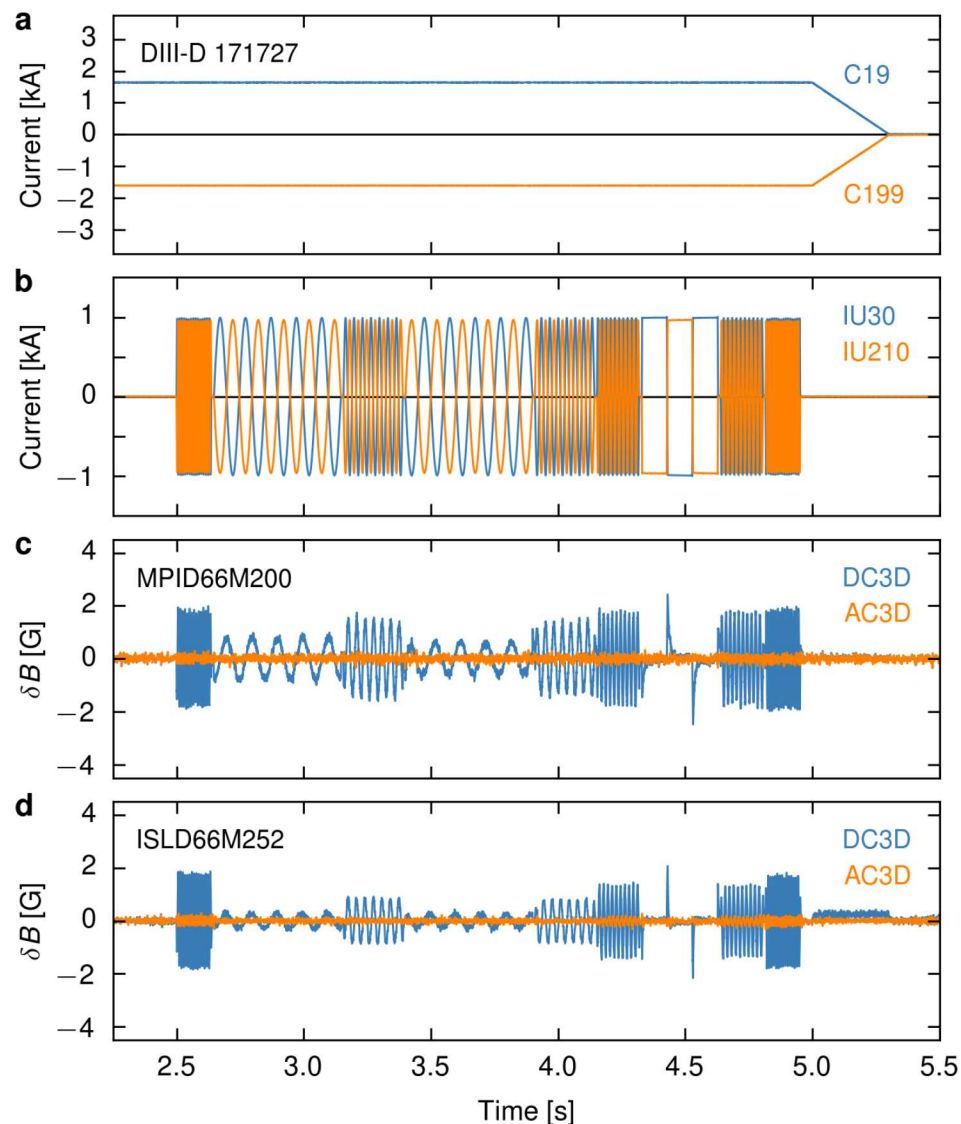 a
3
2
1
0
−1
−2
−3
Current [kA]
DIII-D 171727
C19
C199
b
1
0
−1
Current [kA]
IU30
IU210
c
4
2
0
−2
−4
δB [G]
MPID66M200
DC3D
AC3D
d
4
2
0
−2
−4
δB [G]
ISLD66M252
DC3D
AC3D
2.5 3.0 3.5 4.0 4.5 5.0 5.5
Time [s]